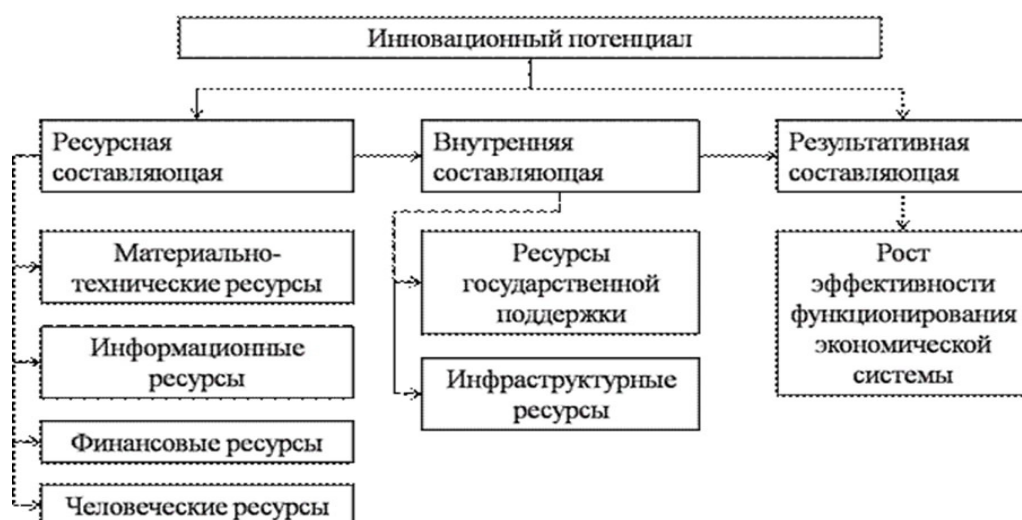 Инновационный потенциал
Ресурсная
составляющая
Внутренняя
составляющая
Результативная
составляющая
Материально-
технические ресурсы
Информационные
ресурсы
Финансовые ресурсы
Человеческие ресурсы
Ресурсы
государственной
поддержки
Инфраструктурные
ресурсы
Рост
эффективности
функционирования
экономической
системы